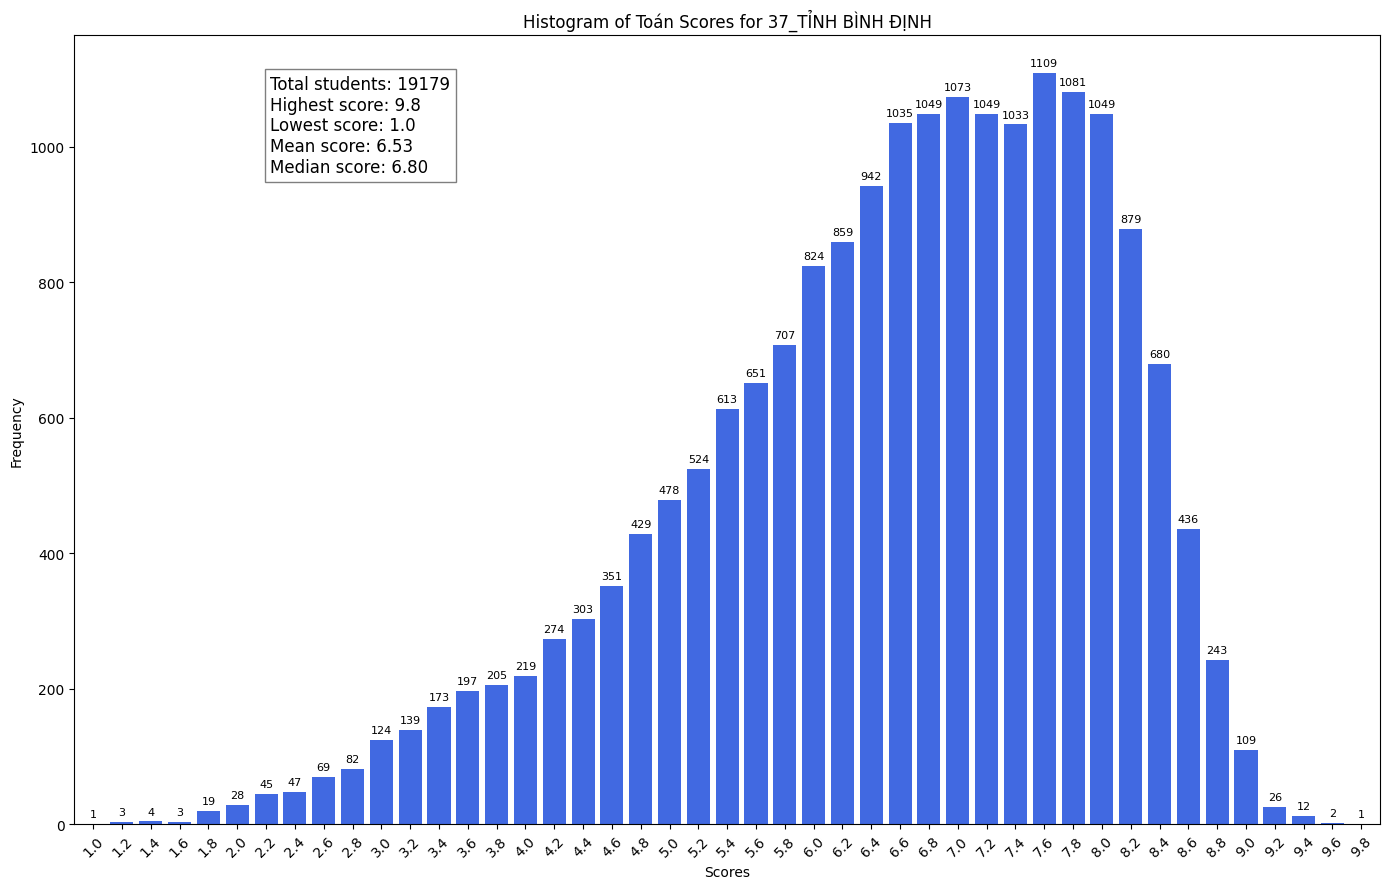 Histogram of Toán Scores for 37_TỈNH BÌNH ĐỊNH
Total students: 19179
Highest score: 9.8
Lowest score: 1.0
Mean score: 6.53
Median score: 6.80
Frequency
1000
800
600
400
200
0
1 3 4 3 19 28 45 47 69 82 124 139 173 197 205 219 274 303 351 429 478 524 613 651 707 824 859 942 1035 1049 1073 1049 1033 1109 1081 1049 879 680 436 243 109 26 12 2 1
1.0 1.2 1.4 1.6 1.8 2.0 2.2 2.4 2.6 2.8 3.0 3.2 3.4 3.6 3.8 4.0 4.2 4.4 4.6 4.8 5.0 5.2 5.4 5.6 5.8 6.0 6.2 6.4 6.6 6.8 7.0 7.2 7.4 7.6 7.8 8.0 8.2 8.4 8.6 8.8 9.0 9.2 9.4 9.6 9.8
Scores